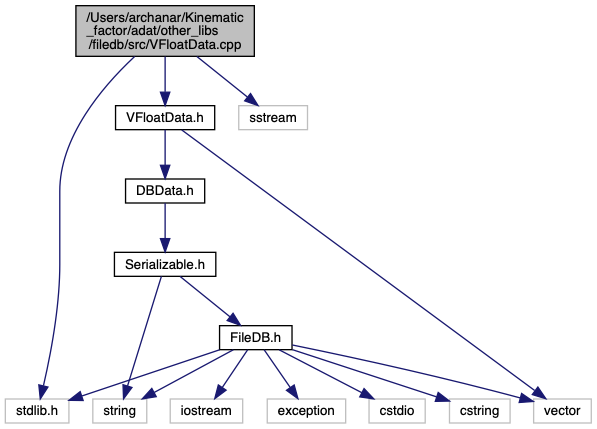 /Users/archanar/Kinematic
_factor/adat/other_libs
/filedb/src/VFloatData.cpp
VFloatData.h
sstream
DBData.h
Serializable.h
FileDB.h
stdlib.h
string
iostream
exception
cstdio
cstring
vector